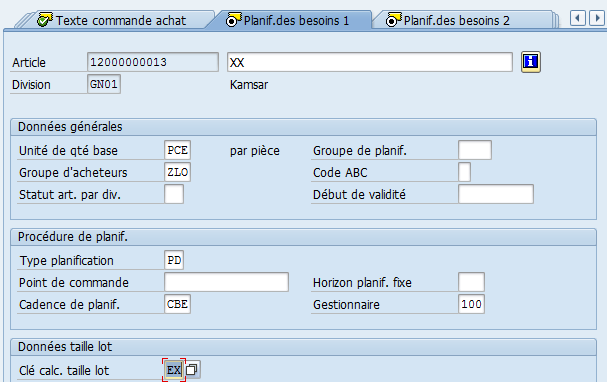 Texte commande achat Planif.des besoins 1 Planif.des besoins 2
Article 12000000013 XX
Division GN01 Kamsar
Données générales
Unité de qté base PCE par pièce Groupe de planif.
Groupe d'acheteurs ZLO Code ABC
Statut art. par div. Début de validité
Procédure de planif.
Type planification PD
Point de commande Horizon planif. fixe
Cadence de planif. CBE Gestionnaire 100
Données taille lot
Clé calc. taille lot EX